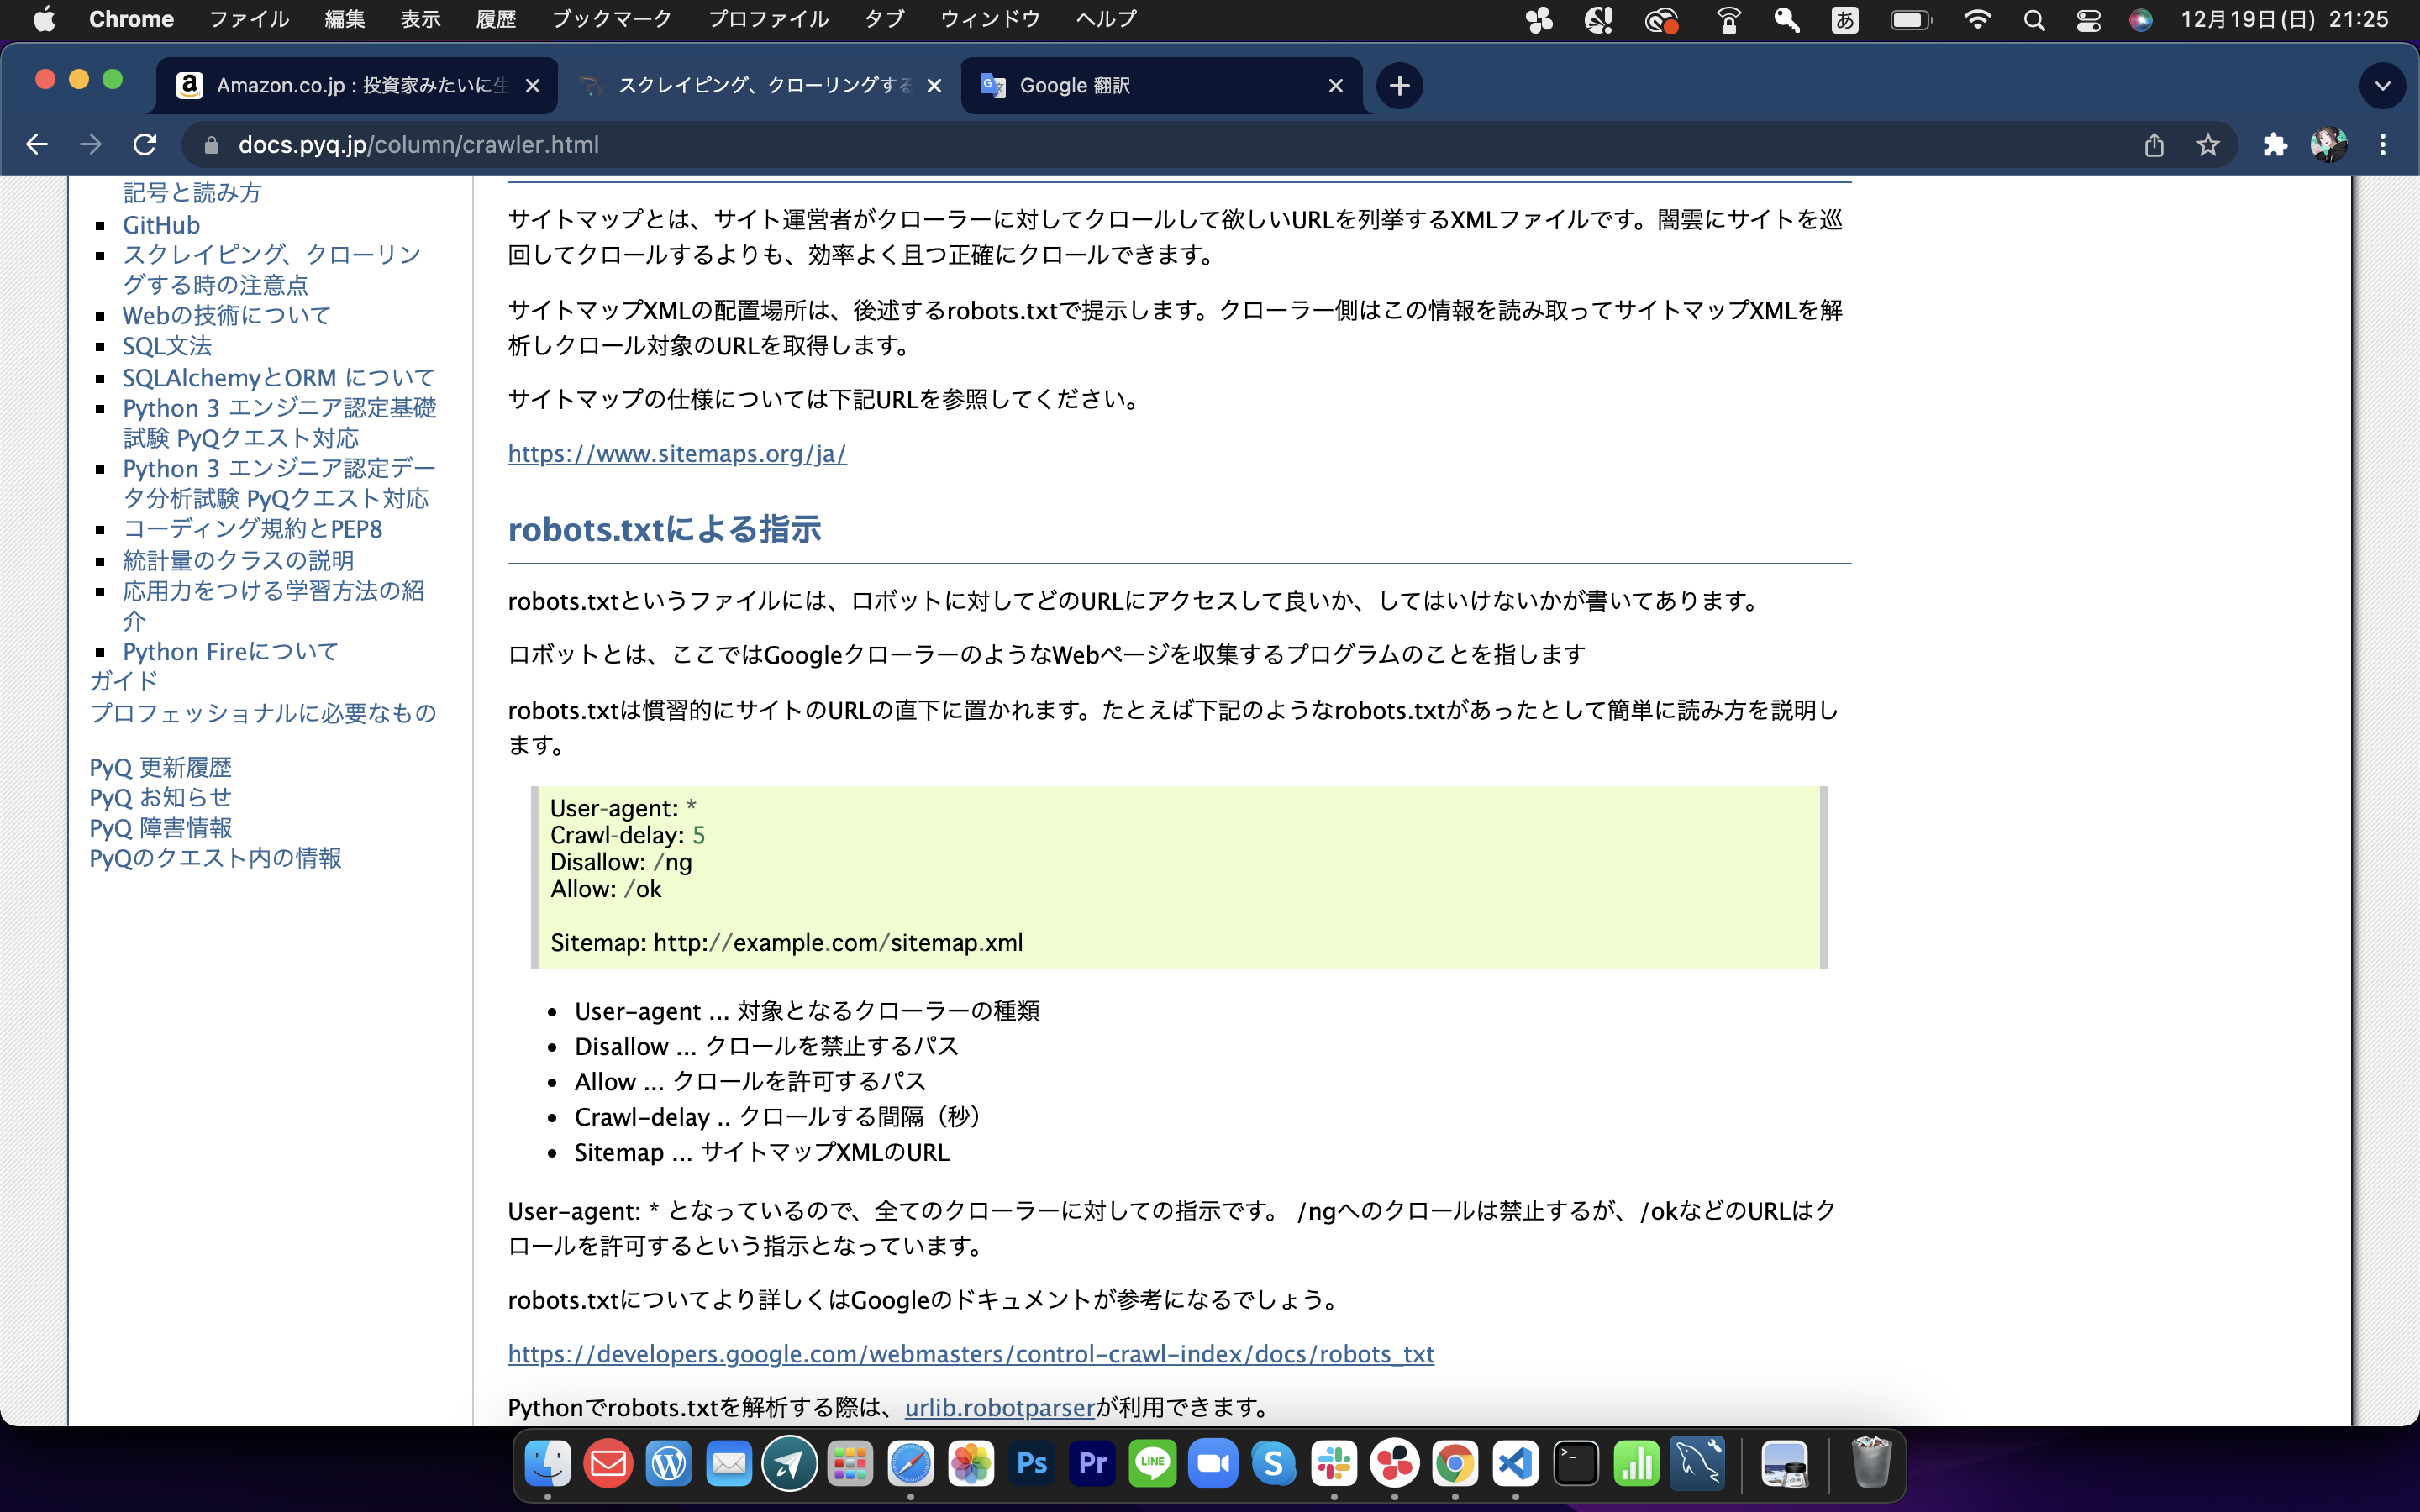 Chrome ファイル 編集 表示 履歴 ブックマーク プロファイル タブ ウィンドウ ヘルプ あ 12月19日(日) 21:25
Amazon.co.jp : 投資家みたいに生
スクレイピング、クローリングする
Google 翻訳
docs.pyq.jp/column/crawler.html
記号と読み方
GitHub
スクレイピング、クローリン
グする時の注意点
Webの技術について
SQL文法
SQLAlchemyとORM について
Python 3 エンジニア認定基礎
試験 PyQクエスト対応
Python 3 エンジニア認定デー
タ分析試験 PyQクエスト対応
コーディング規約とPEP8
統計量のクラスの説明
応用力をつける学習方法の紹
介
Python Fireについて
ガイド
プロフェッショナルに必要なもの
PyQ 更新履歴
PyQ お知らせ
PyQ 障害情報
PyQのクエスト内の情報
サイトマップとは、サイト運営者がクローラーに対してクロールして欲しいURLを列挙するXMLファイルです。闇雲にサイトを巡
回してクロールするよりも、効率よく且つ正確にクロールできます。
サイトマップXMLの配置場所は、後述するrobots.txtで提示します。クローラー側はこの情報を読み取ってサイトマップXMLを解
析しクロール対象のURLを取得します。
サイトマップの仕様については下記URLを参照してください。
https://www.sitemaps.org/ja/
robots.txtによる指示
robots.txtというファイルには、ロボットに対してどのURLにアクセスして良いか、してはいけないかが書いてあります。
ロボットとは、ここではGoogleクローラーのようなWebページを収集するプログラムのことを指します
robots.txtは慣習的にサイトのURLの直下に置かれます。たとえば下記のようなrobots.txtがあったとして簡単に読み方を説明し
ます。
User-agent: *
Crawl-delay: 5
Disallow: /ng
Allow: /ok
Sitemap: http://example.com/sitemap.xml
User-agent ... 対象となるクローラーの種類
Disallow ... クロールを禁止するパス
Allow ... クロールを許可するパス
Crawl-delay .. クロールする間隔（秒）
Sitemap ... サイトマップXMLのURL
User-agent: * となっているので、全てのクローラーに対しての指示です。 /ngへのクロールは禁止するが、/okなどのURLはク
ロールを許可するという指示となっています。
robots.txtについてより詳しくはGoogleのドキュメントが参考になるでしょう。
https://developers.google.com/webmasters/control-crawl-index/docs/robots_txt
Pythonでrobots.txtを解析する際は、urlib.robotparserが利用できます。
Ps Pr LINE S